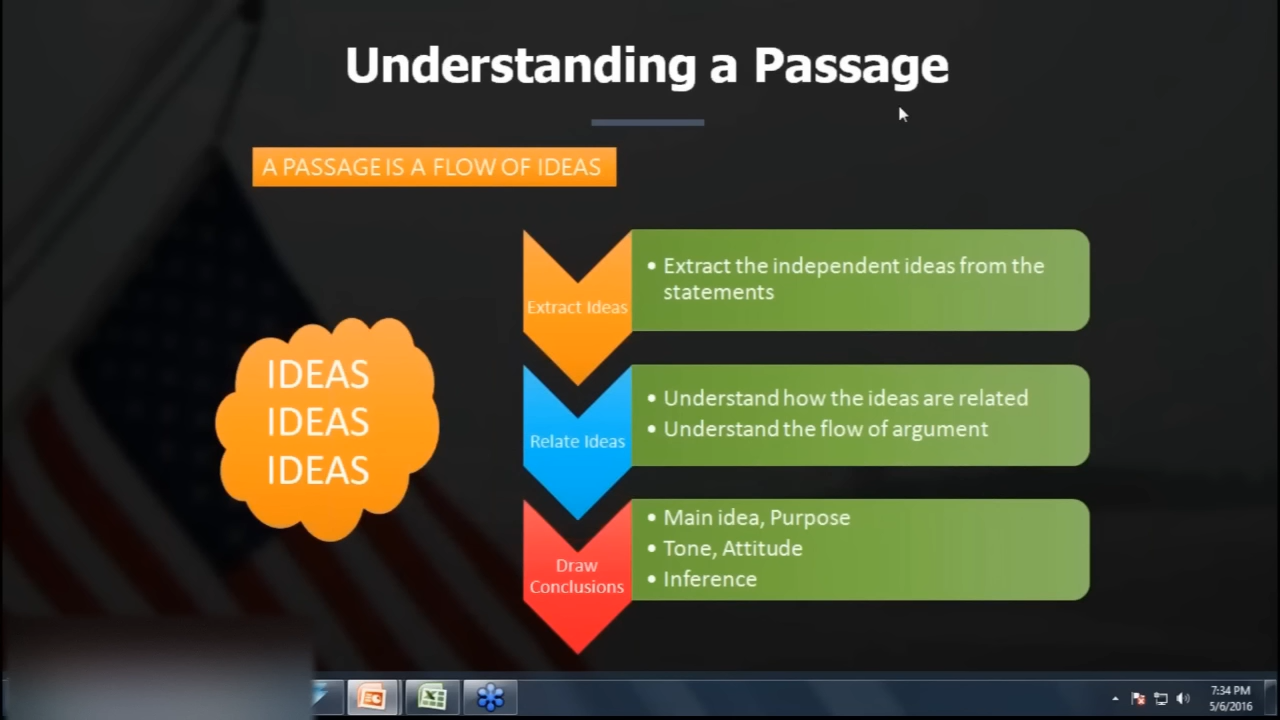 Understanding a Passage
A PASSAGE IS A FLOW OF IDEAS
IDEAS
IDEAS
IDEAS
Extract Ideas
• Extract the independent ideas from the
statements
Relate Ideas
• Understand how the ideas are related
• Understand the flow of argument
Draw
Conclusions
• Main idea, Purpose
• Tone, Attitude
• Inference
7:34 PM
5/6/2016